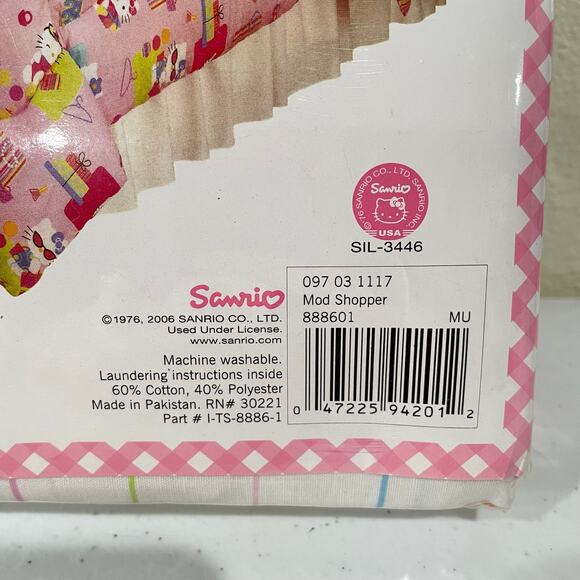 ©'76 SANRIO CO., LTD. SANRIO, INC.
Sanrio
USA
SIL-3446
Sanrio
©1976, 2006 SANRIO CO., LTD.
Used Under License.
www.sanrio.com
Machine washable.
Laundering instructions inside
60% Cotton, 40% Polyester
Made in Pakistan. RN# 30221
Part # I-TS-8886-1
097 03 1117
Mod Shopper
888601 MU
0 47225 94201 2